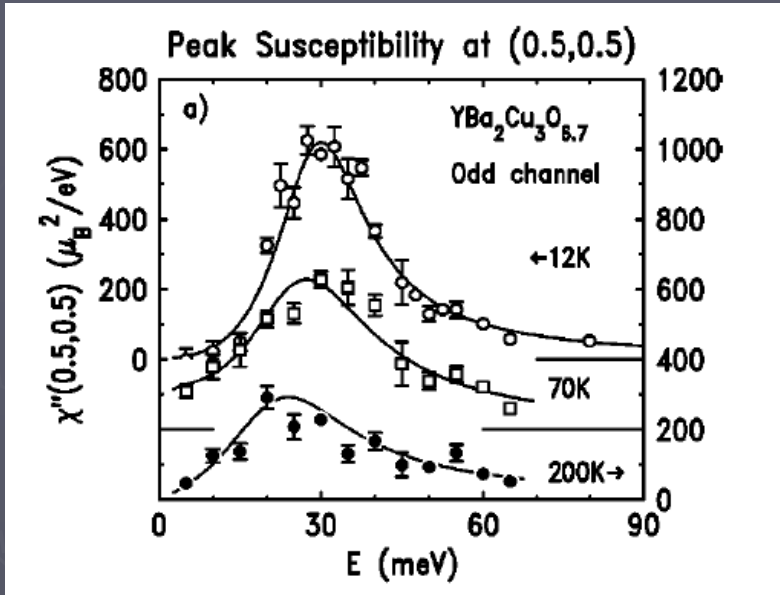 Peak Susceptibility at (0.5,0.5)
800
600
400
200
0
1200
1000
800
600
400
200
0
a)
YBa₂Cu₃O₆.₇
Odd channel
←12K
70K
200K→
χ''(0.5,0.5) (μ_B²/eV)
0
30
60
90
E (meV)